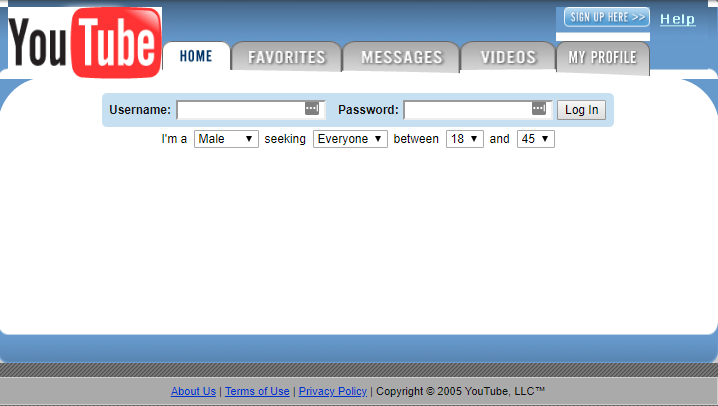 SIGN UP HERE >> Help
YouTube
HOME FAVORITES MESSAGES VIDEOS MY PROFILE
Username: Password: Log In
I'm a Male seeking Everyone between 18 and 45
About Us | Terms of Use | Privacy Policy | Copyright © 2005 YouTube, LLC™